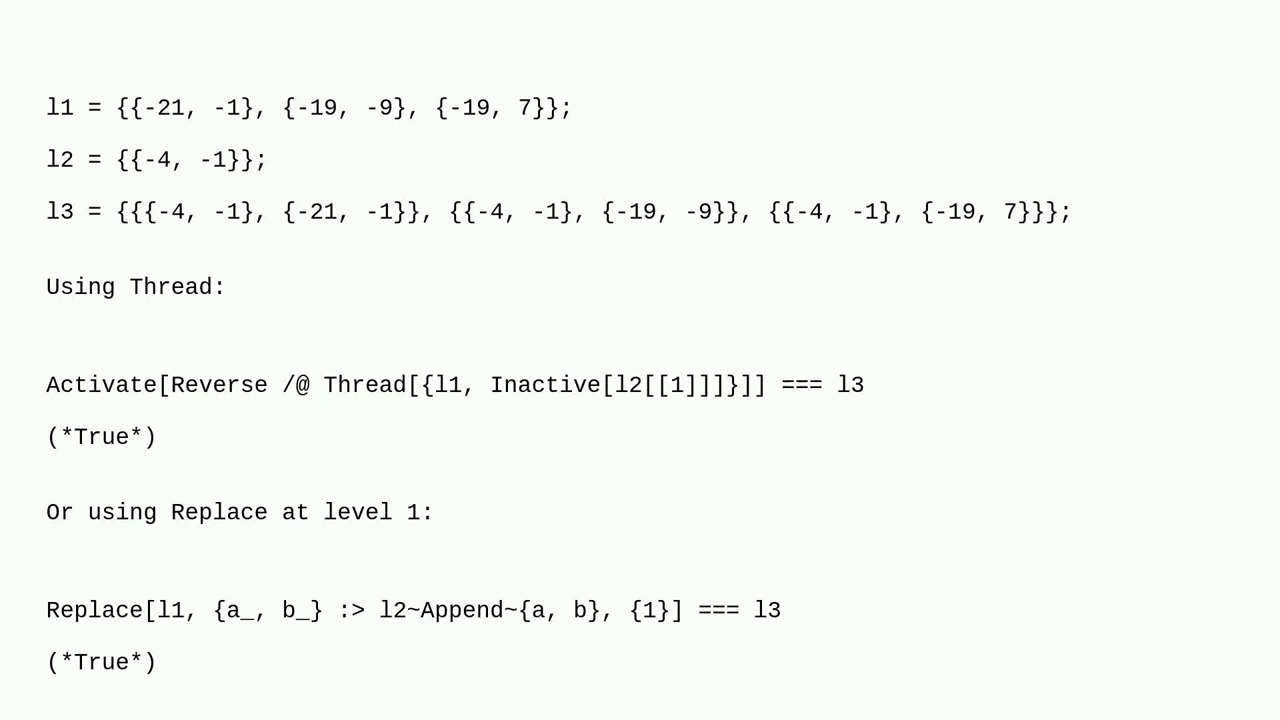 l1 = {{-21, -1}, {-19, -9}, {-19, 7}};
l2 = {{-4, -1}};
l3 = {{{-4, -1}, {-21, -1}}, {{-4, -1}, {-19, -9}}, {{-4, -1}, {-19, 7}}};
Using Thread:
Activate[Reverse /@ Thread[{l1, Inactive[l2[[1]]]}]] === l3
(*True*)
Or using Replace at level 1:
Replace[l1, {a_, b_} :> l2~Append~{a, b}, {1}] === l3
(*True*)